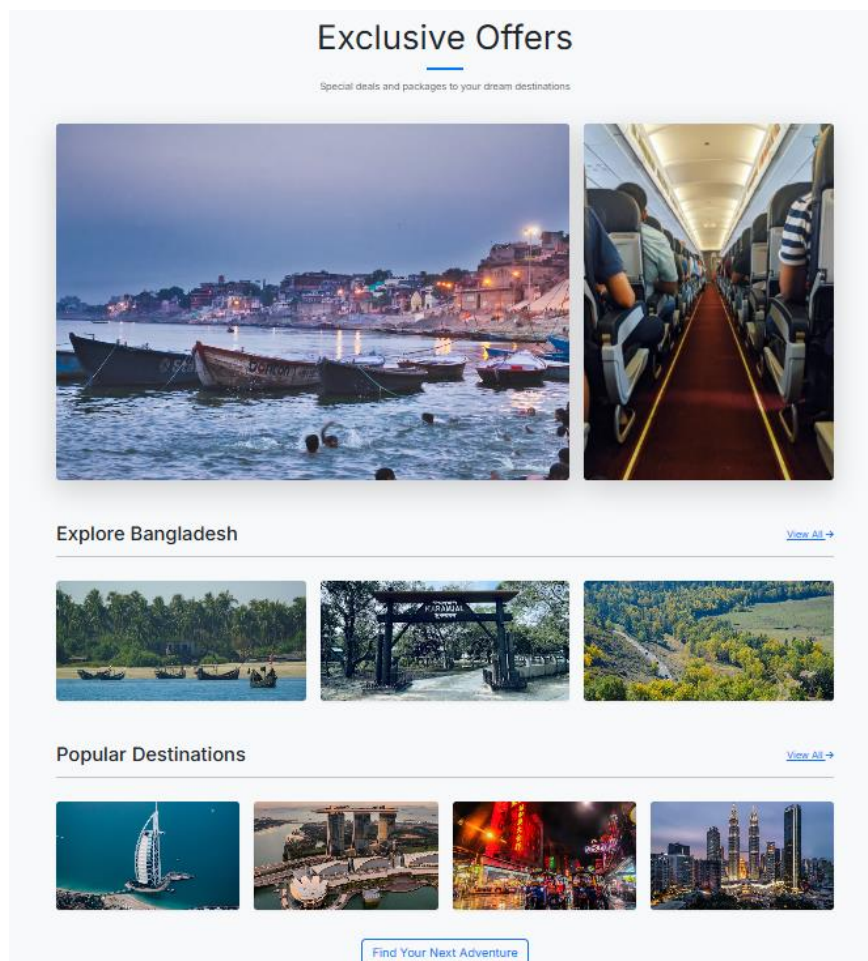 Exclusive Offers
Special deals and packages to your dream destinations
Explore Bangladesh
View All →
KARAMJAL
Popular Destinations
View All →
Find Your Next Adventure